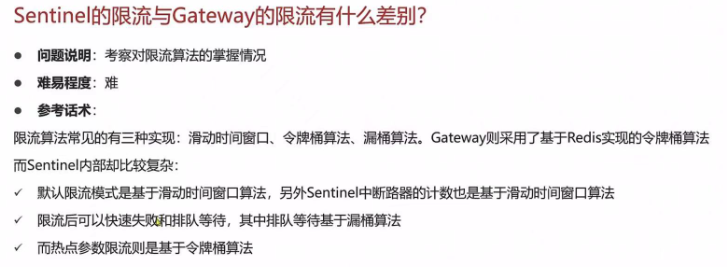 Sentinel的限流与Gateway的限流有什么差别?
● 问题说明：考察对限流算法的掌握情况
● 难易程度：难
● 参考话术：
限流算法常见的有三种实现：滑动时间窗口、令牌桶算法、漏桶算法。Gateway则采用了基于Redis实现的令牌桶算法
而Sentinel内部却比较复杂：
✓ 默认限流模式是基于滑动时间窗口算法，另外Sentinel中断路器的计数也是基于滑动时间窗口算法
✓ 限流后可以快速失败和排队等待，其中排队等待基于漏桶算法
✓ 而热点参数限流则是基于令牌桶算法